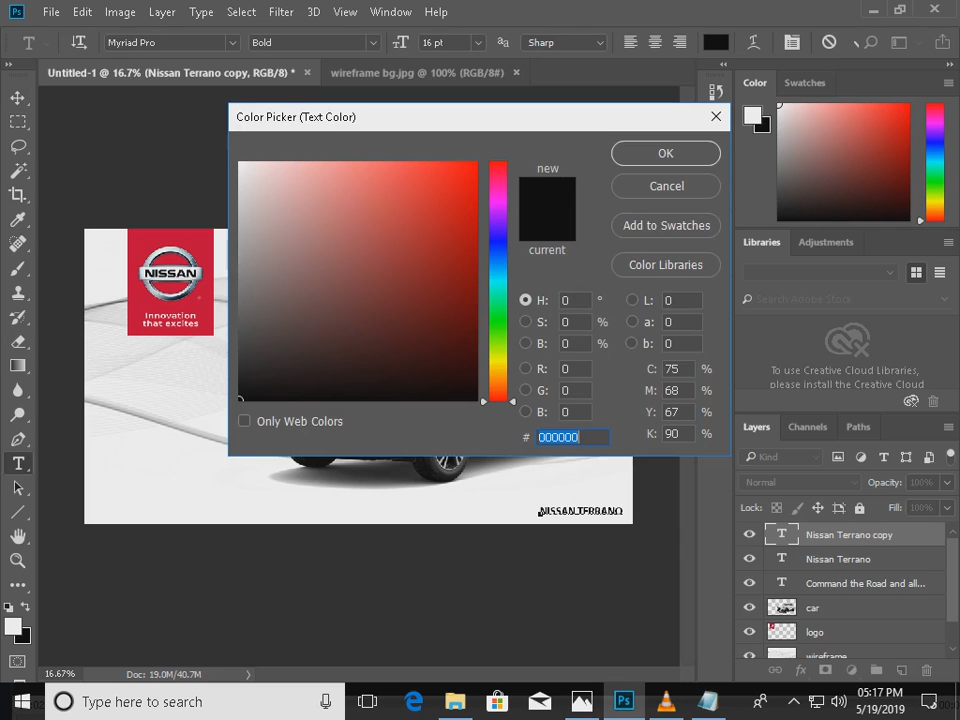 Ps File Edit Image Layer Type Select Filter 3D View Window Help
T Myriad Pro Bold 16 pt aa Sharp
Untitled-1 @ 16.7% (Nissan Terrano copy, RGB/8) * × wireframe bg.jpg @ 100% (RGB/8#) ×
Color Swatches
Color Picker (Text Color)
OK
new
Cancel
Add to Swatches
current
Color Libraries
H: 0 ° L: 0
S: 0 % a: 0
B: 0 % b: 0
R: 0 C: 75 %
G: 0 M: 68 %
B: 0 Y: 67 %
# 000000 K: 90 %
Only Web Colors
NISSAN
Innovation
that excites
NISSAN TERRANO
Libraries Adjustments
Search Adobe Stock
To use Creative Cloud Libraries,
please install the Creative Cloud
Layers Channels Paths
Kind
Normal Opacity: 100%
Lock: Fill: 100%
T Nissan Terrano copy
T Nissan Terrano
T Command the Road and all...
car
logo
wireframe
fx
16.67% Doc: 19.0M/40.7M
Type here to search
05:17 PM
5/19/2019